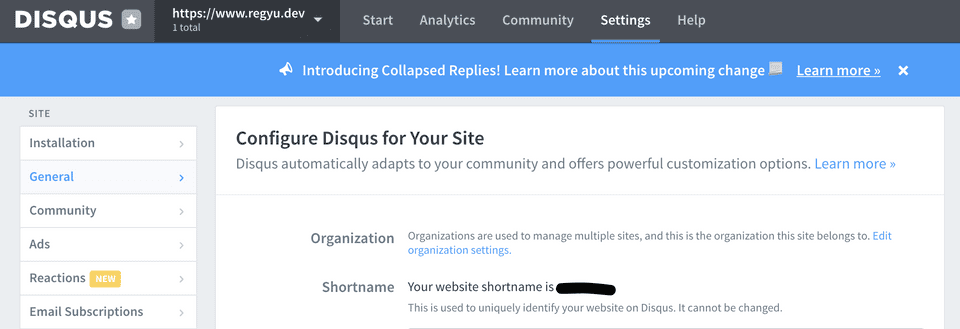 DISQUS
https://www.regyu.dev
1 total
Start
Analytics
Community
Settings
Help
Introducing Collapsed Replies! Learn more about this upcoming change
Learn more »
SITE
Installation
General
Community
Ads
Reactions NEW
Email Subscriptions
Configure Disqus for Your Site
Disqus automatically adapts to your community and offers powerful customization options. Learn more »
Organization
Organizations are used to manage multiple sites, and this is the organization this site belongs to. Edit
organization settings.
Shortname
Your website shortname is
This is used to uniquely identify your website on Disqus. It cannot be changed.